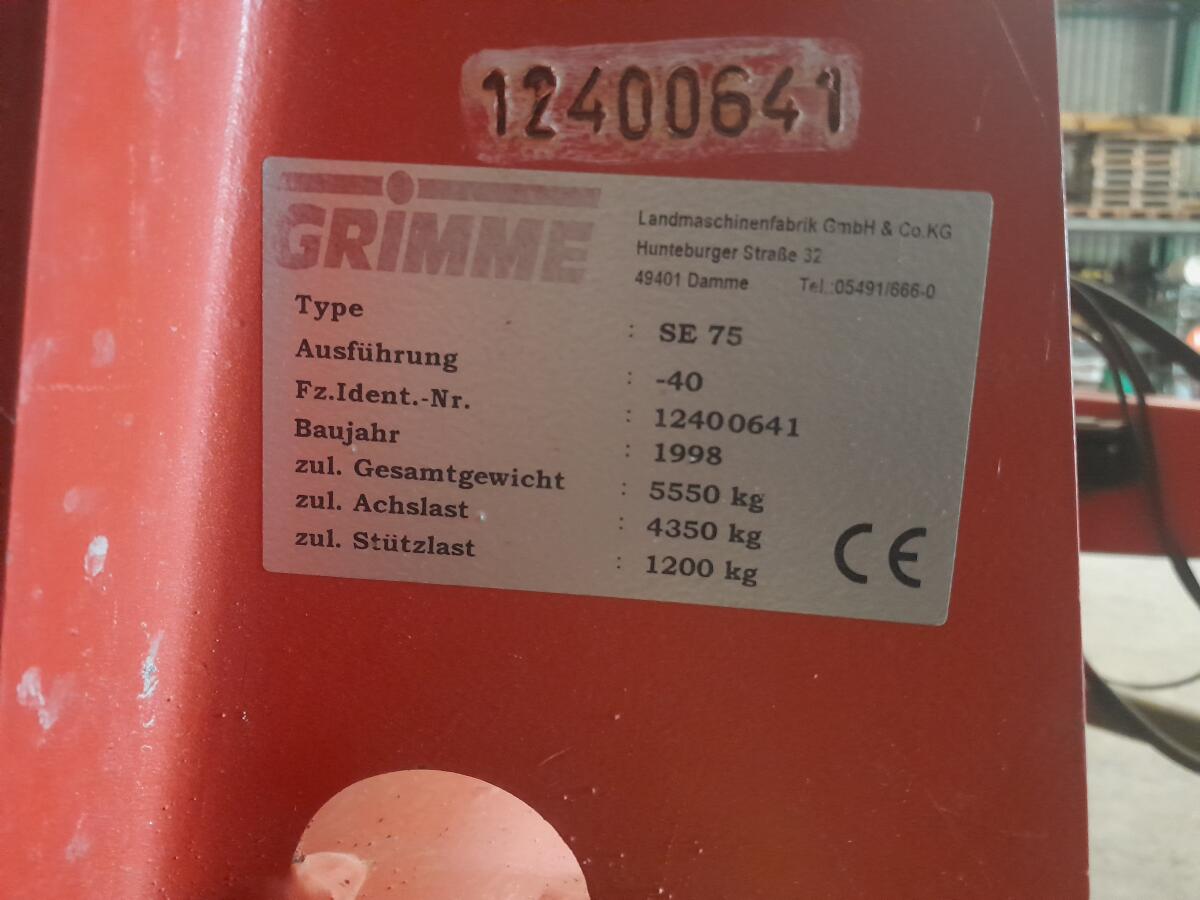 12400641
GRIMME
Landmaschinenfabrik GmbH & Co.KG
Hunteburger Straße 32
49401 Damme Tel.:05491/666-0
Type : SE 75
Ausführung : -40
Fz.Ident.-Nr. : 12400641
Baujahr : 1998
zul. Gesamtgewicht : 5550 kg
zul. Achslast : 4350 kg
zul. Stützlast : 1200 kg
CE